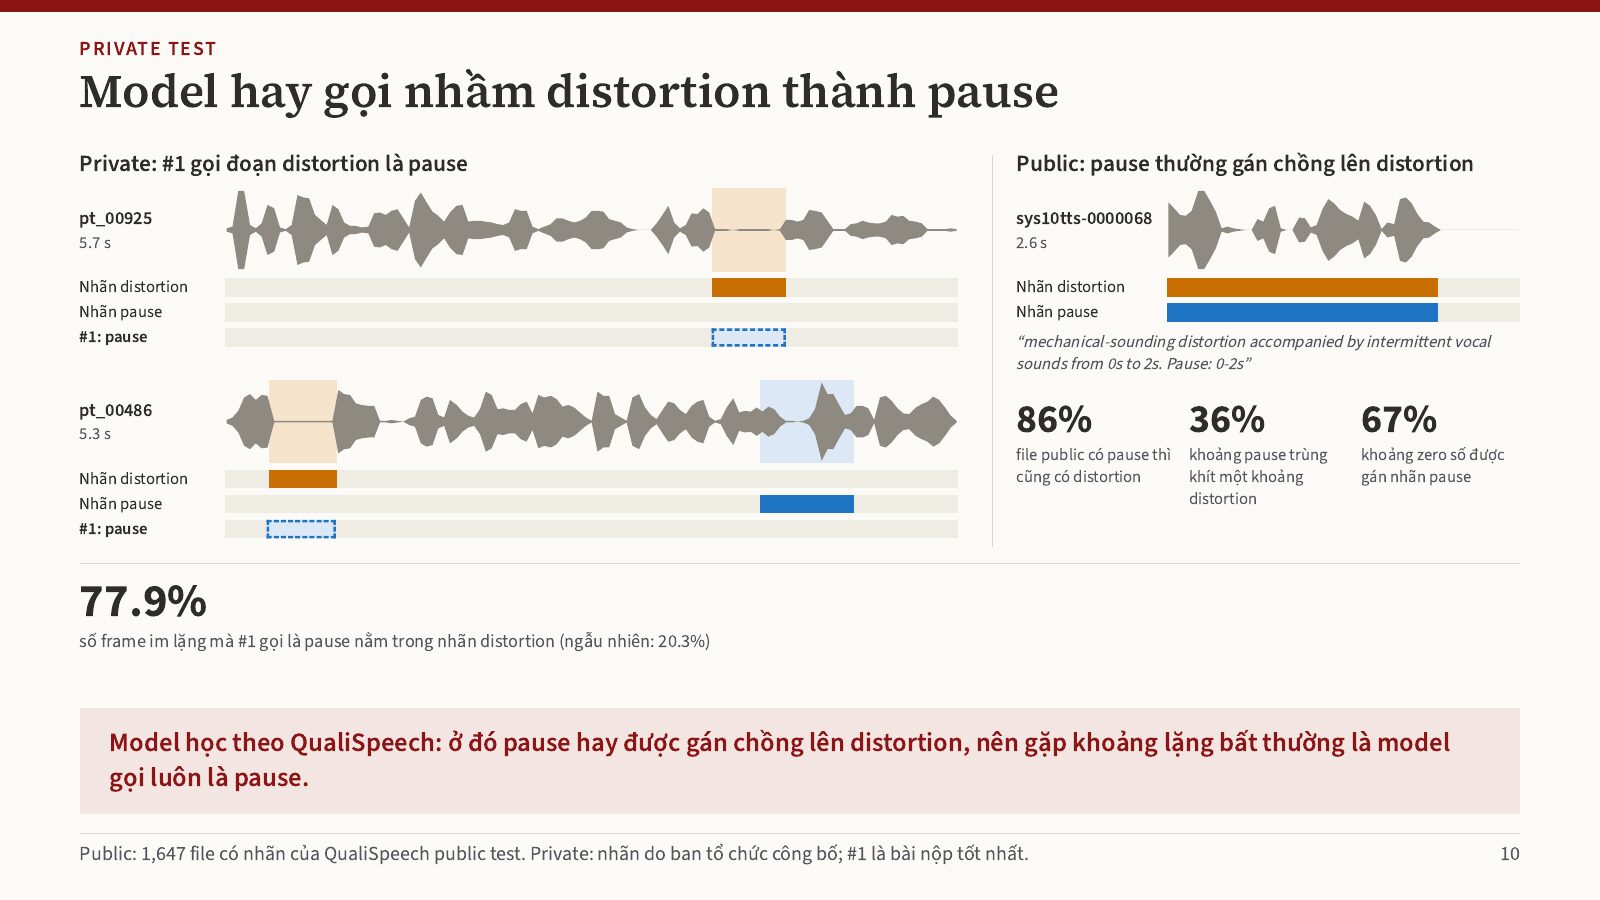 PRIVATE TEST
Model hay gọi nhầm distortion thành pause
Private: #1 gọi đoạn distortion là pause
pt_00925
5.7 s
Nhãn distortion
Nhãn pause
#1: pause
pt_00486
5.3 s
Nhãn distortion
Nhãn pause
#1: pause
Public: pause thường gán chồng lên distortion
sys10tts-0000068
2.6 s
Nhãn distortion
Nhãn pause
“mechanical-sounding distortion accompanied by intermittent vocal
sounds from 0s to 2s. Pause: 0-2s”
86%
file public có pause thì
cũng có distortion
36%
khoảng pause trùng
khít một khoảng
distortion
67%
khoảng zero số được
gán nhãn pause
77.9%
số frame im lặng mà #1 gọi là pause nằm trong nhãn distortion (ngẫu nhiên: 20.3%)
Model học theo QualiSpeech: ở đó pause hay được gán chồng lên distortion, nên gặp khoảng lặng bất thường là model
gọi luôn là pause.
Public: 1,647 file có nhãn của QualiSpeech public test. Private: nhãn do ban tổ chức công bố; #1 là bài nộp tốt nhất.
10